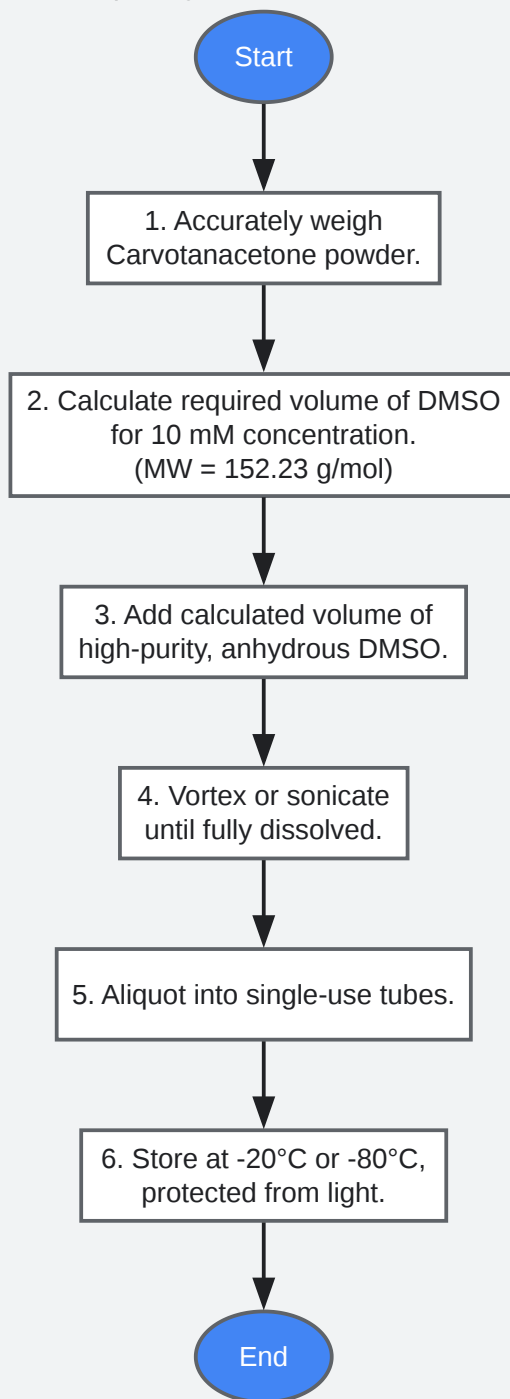 Start
1. Accurately weigh
Carvotanacetone powder.
2. Calculate required volume of DMSO
for 10 mM concentration.
(MW = 152.23 g/mol)
3. Add calculated volume of
high-purity, anhydrous DMSO.
4. Vortex or sonicate
until fully dissolved.
5. Aliquot into single-use tubes.
6. Store at -20°C or -80°C,
protected from light.
End